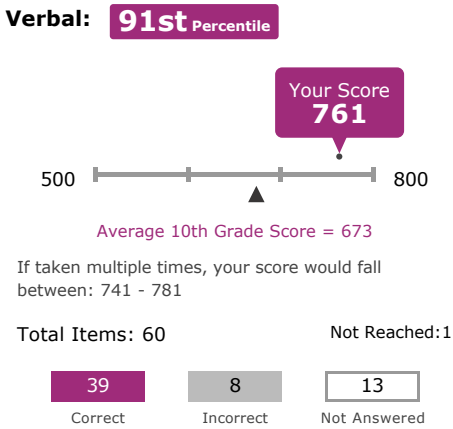 Verbal: 91st Percentile
Your Score
761
500 800
Average 10th Grade Score = 673
If taken multiple times, your score would fall
between: 741 - 781
Total Items: 60 Not Reached:1
39 8 13
Correct Incorrect Not Answered